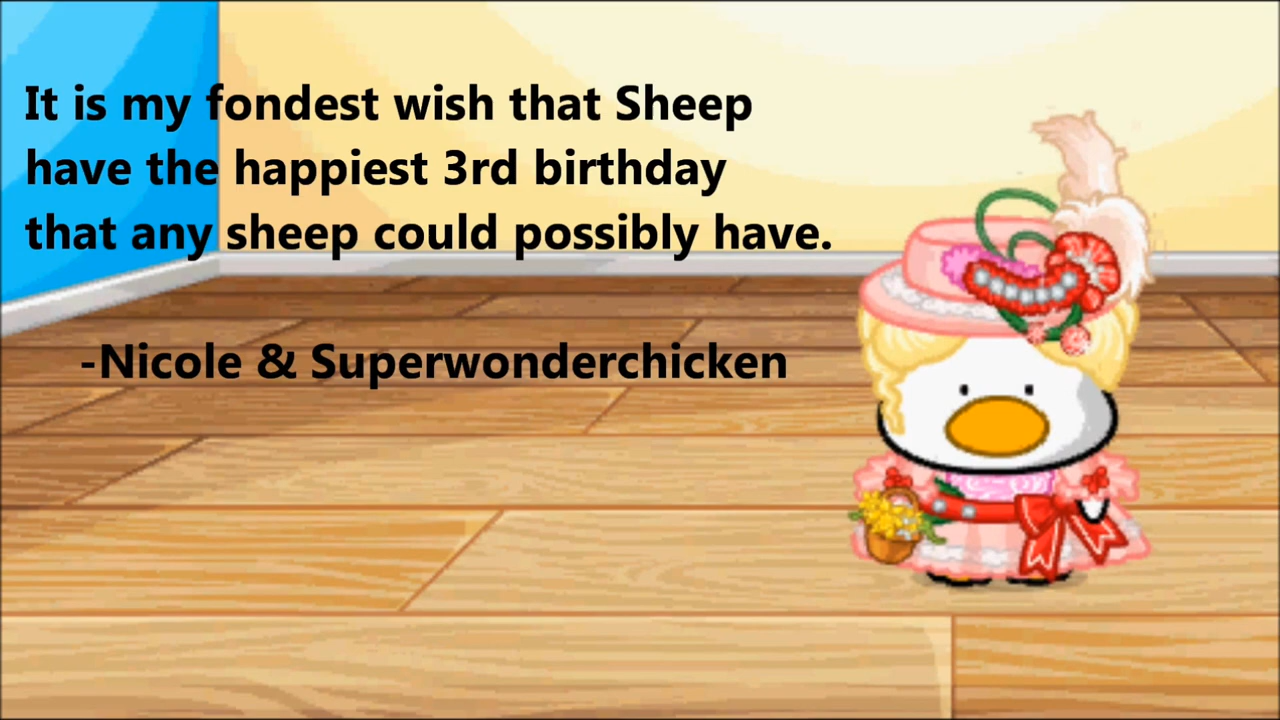 It is my fondest wish that Sheep
have the happiest 3rd birthday
that any sheep could possibly have.
-Nicole & Superwonderchicken